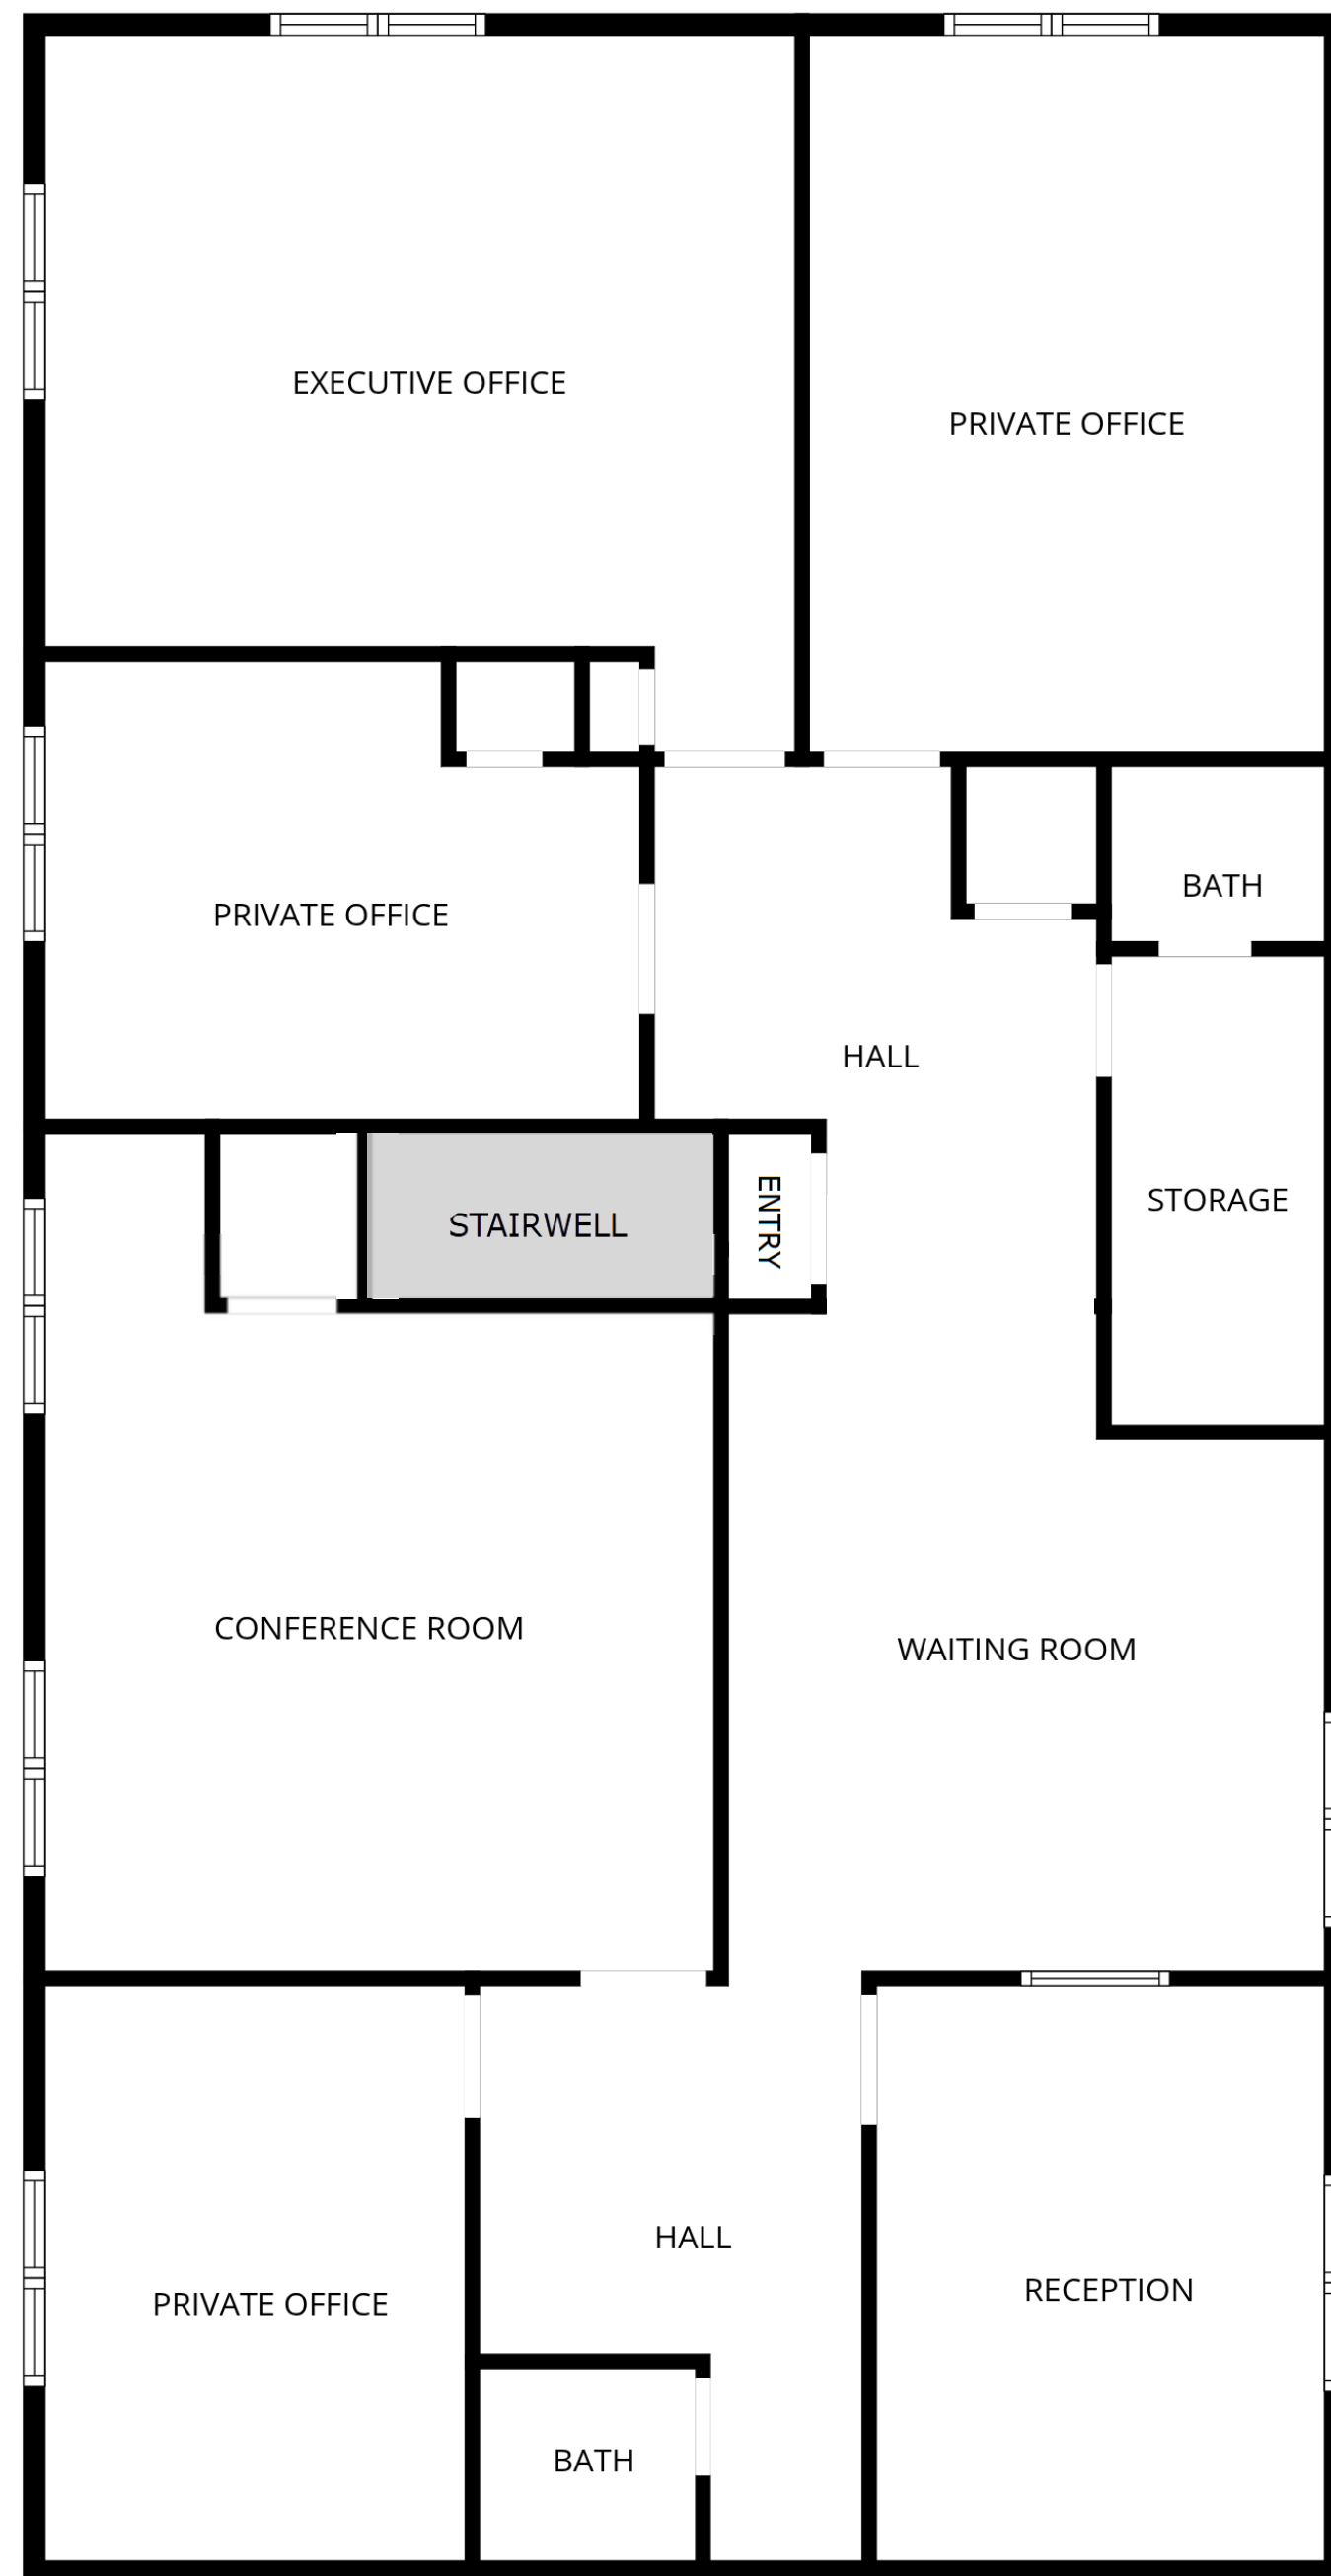 EXECUTIVE OFFICE
PRIVATE OFFICE
BATH
PRIVATE OFFICE
HALL
STORAGE
STAIRWELL
ENTRY
CONFERENCE ROOM
WAITING ROOM
HALL
RECEPTION
PRIVATE OFFICE
BATH